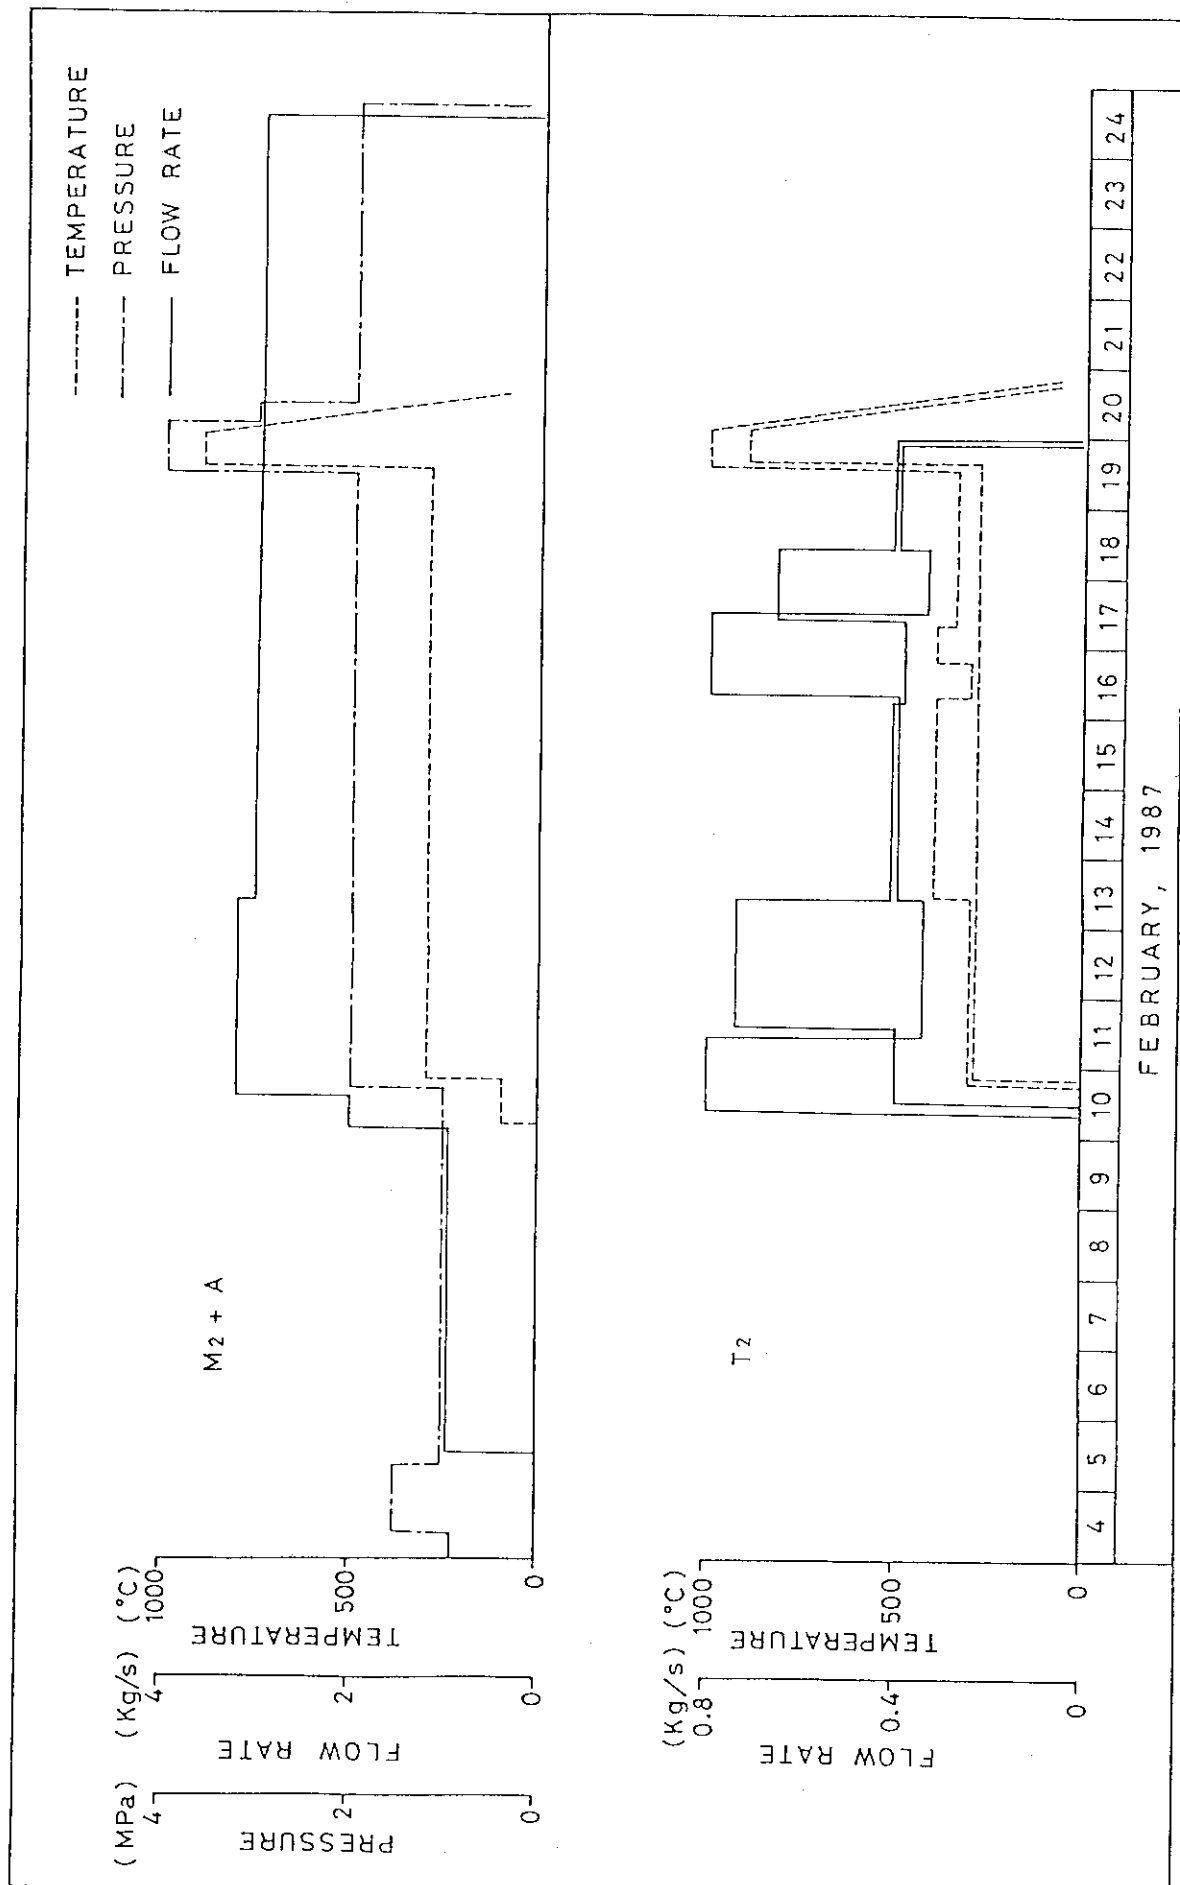 TEMPERATURE
PRESSURE
FLOW RATE
M2 + A
(MPa)
4
2
0
PRESSURE
(Kg/s)
4
2
0
FLOW RATE
(°C)
1000
500
0
TEMPERATURE
T2
(Kg/s)
0.8
0.4
0
FLOW RATE
(°C)
1000
500
0
TEMPERATURE
4 5 6 7 8 9 10 11 12 13 14 15 16 17 18 19 20 21 22 23 24
FEBRUARY, 1987